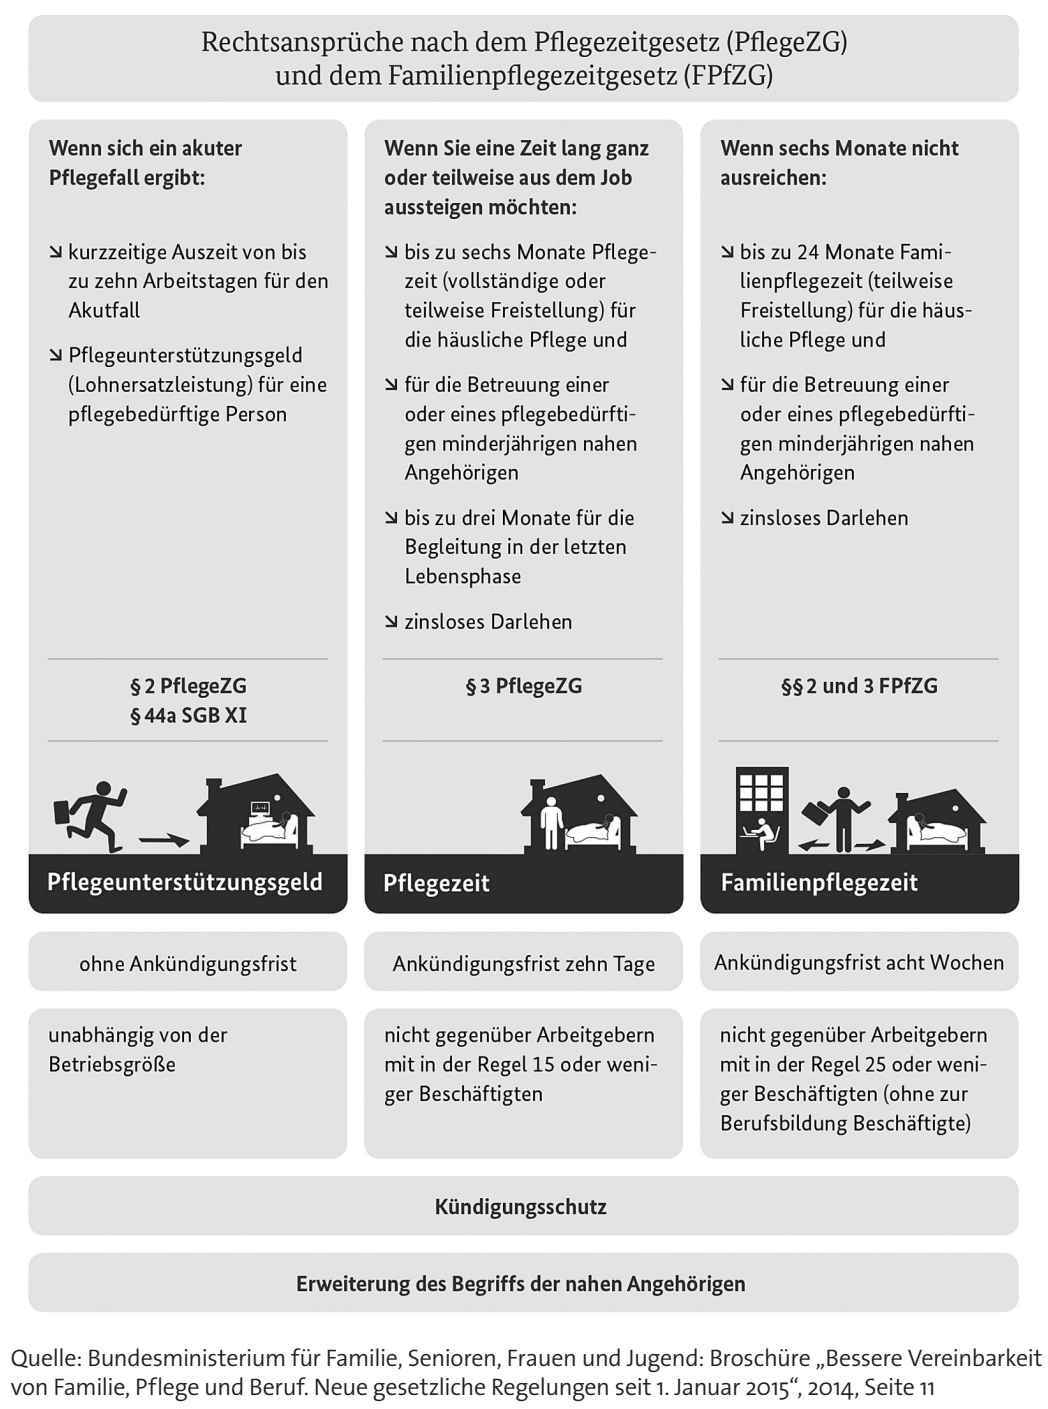 Rechtsansprüche nach dem Pflegezeitgesetz (PflegeZG)
und dem Familienpflegezeitgesetz (FPfZG)
Wenn sich ein akuter
Pflegefall ergibt:
↘ kurzzeitige Auszeit von bis
zu zehn Arbeitstagen für den
Akutfall
↘ Pflegeunterstützungsgeld
(Lohnersatzleistung) für eine
pflegebedürftige Person
§ 2 PflegeZG
§ 44a SGB XI
Pflegeunterstützungsgeld
ohne Ankündigungsfrist
unabhängig von der
Betriebsgröße
Wenn Sie eine Zeit lang ganz
oder teilweise aus dem Job
aussteigen möchten:
↘ bis zu sechs Monate Pflege-
zeit (vollständige oder
teilweise Freistellung) für
die häusliche Pflege und
↘ für die Betreuung einer
oder eines pflegebedürfti-
gen minderjährigen nahen
Angehörigen
↘ bis zu drei Monate für die
Begleitung in der letzten
Lebensphase
↘ zinsloses Darlehen
§ 3 PflegeZG
Pflegezeit
Ankündigungsfrist zehn Tage
nicht gegenüber Arbeitgebern
mit in der Regel 15 oder weni-
ger Beschäftigten
Wenn sechs Monate nicht
ausreichen:
↘ bis zu 24 Monate Fami-
lienpflegezeit (teilweise
Freistellung) für die häus-
liche Pflege und
↘ für die Betreuung einer
oder eines pflegebedürfti-
gen minderjährigen nahen
Angehörigen
↘ zinsloses Darlehen
§§ 2 und 3 FPfZG
Familienpflegezeit
Ankündigungsfrist acht Wochen
nicht gegenüber Arbeitgebern
mit in der Regel 25 oder weni-
ger Beschäftigten (ohne zur
Berufsbildung Beschäftigte)
Kündigungsschutz
Erweiterung des Begriffs der nahen Angehörigen
Quelle: Bundesministerium für Familie, Senioren, Frauen und Jugend: Broschüre „Bessere Vereinbarkeit
von Familie, Pflege und Beruf. Neue gesetzliche Regelungen seit 1. Januar 2015“, 2014, Seite 11